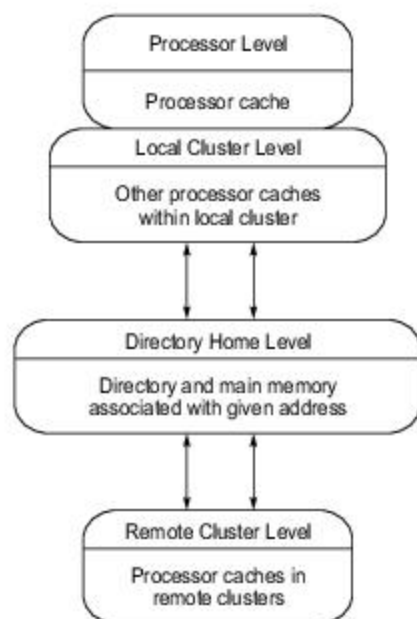 Processor Level
Processor cache
Local Cluster Level
Other processor caches
within local cluster
Directory Home Level
Directory and main memory
associated with given address
Remote Cluster Level
Processor caches in
remote clusters